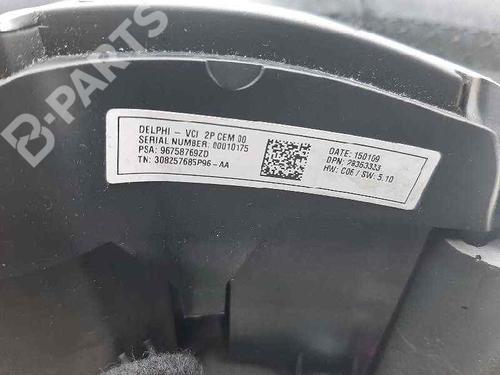 B-PARTS
DELPHI - VCI 2P CEM 00
SERIAL NUMBER: 00010175
PSA: 96758769ZD
TN: 308257685P96-AA
DATE: 150109
DPN: 28363333
HW: C06 / SW: 5.10
B-PARTS